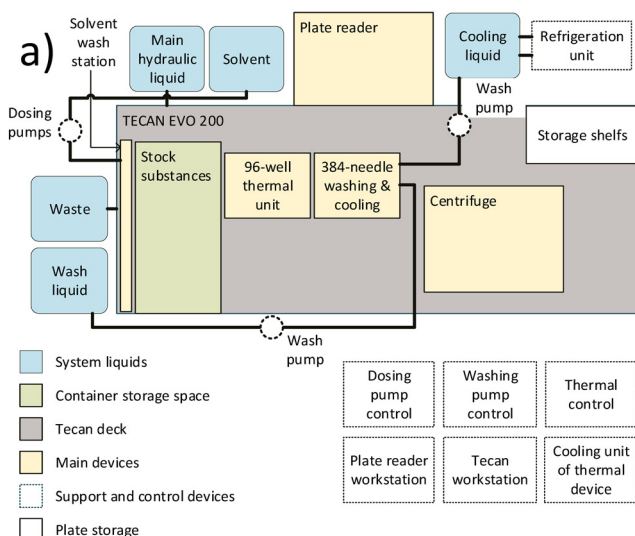 a)
Solvent
wash
station
Main
hydraulic
liquid
Solvent
Plate reader
Cooling
liquid
Refrigeration
unit
Wash
pump
Dosing
pumps
TECAN EVO 200
Storage shelfs
Stock
substances
96-well
thermal
unit
384-needle
washing &
cooling
Centrifuge
Waste
Wash
liquid
Wash
pump
System liquids
Container storage space
Tecan deck
Main devices
Support and control devices
Plate storage
Dosing
pump
control
Washing
pump
control
Thermal
control
Plate reader
workstation
Tecan
workstation
Cooling unit
of thermal
device